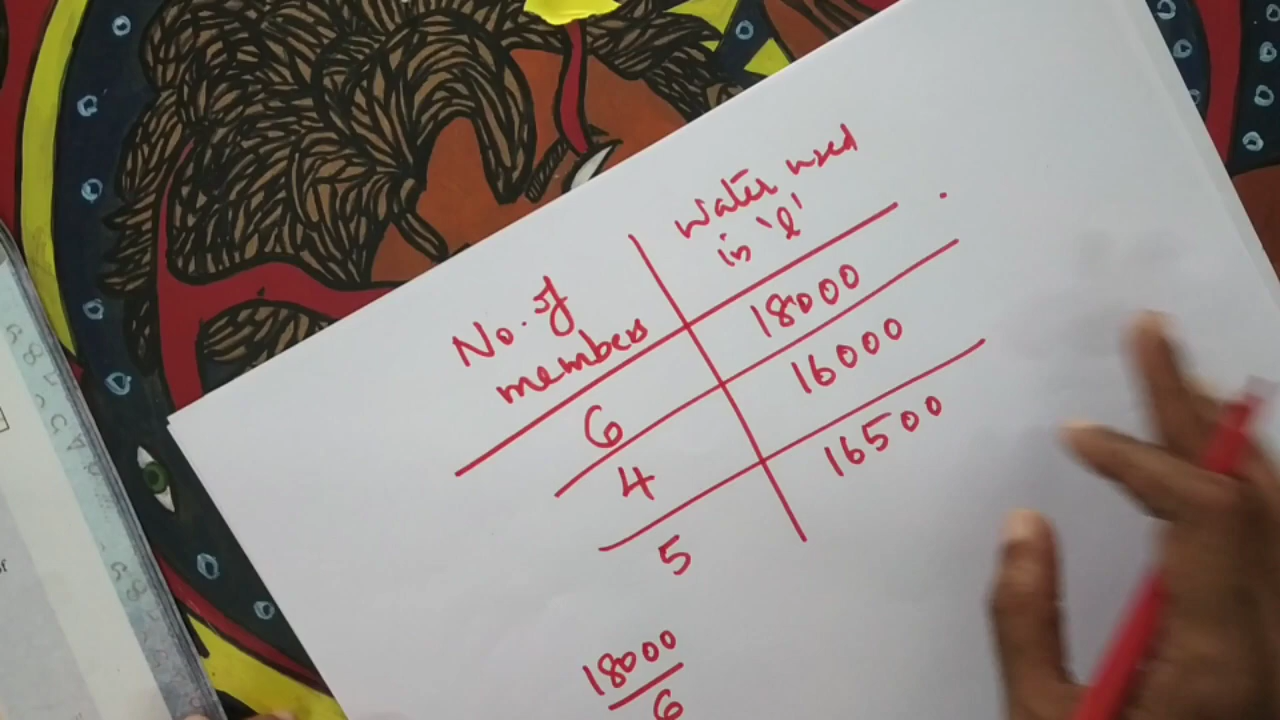 No. of
members
water used
in 'l'
6 18000
4 16000
5 16500
18000
6